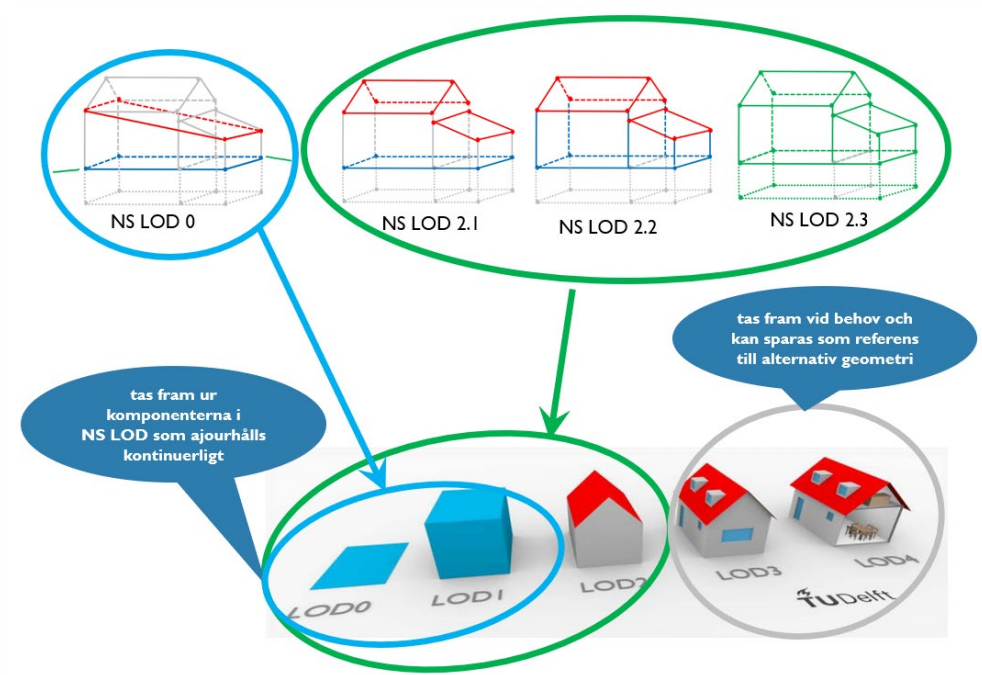 NS LOD 0
NS LOD 2.1
NS LOD 2.2
NS LOD 2.3
tas fram vid behov och
kan sparas som referens
till alternativ geometri
tas fram ur
komponenterna i
NS LOD som ajourhålls
kontinuerligt
LOD0
LOD1
LOD2
LOD3
LOD4
TUDelft